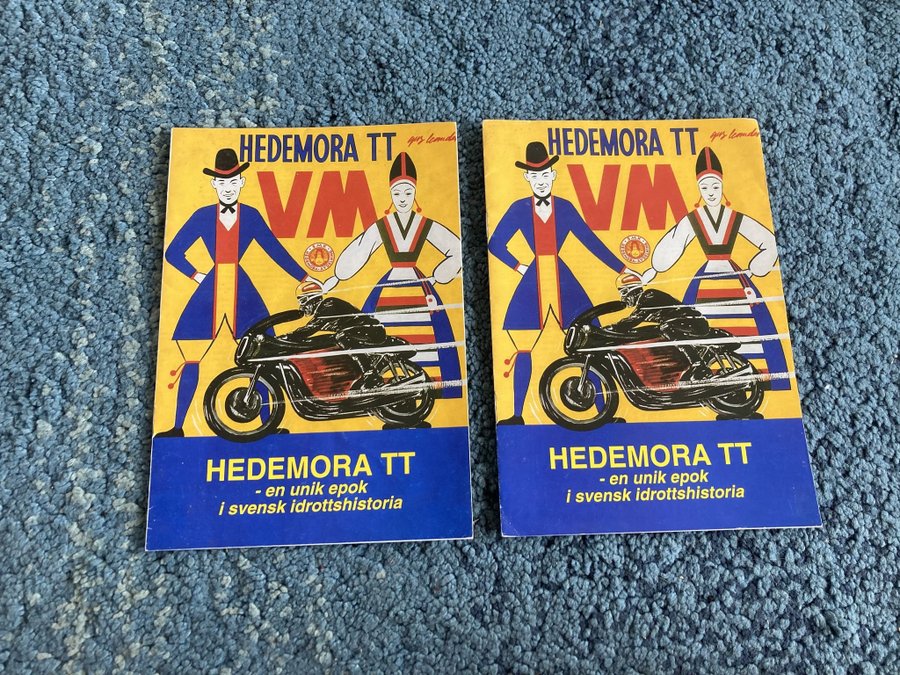 HEDEMORA TT
VM
HEDEMORA TT
- en unik epok
i svensk idrottshistoria
HEDEMORA TT
VM
HEDEMORA TT
- en unik epok
i svensk idrottshistoria